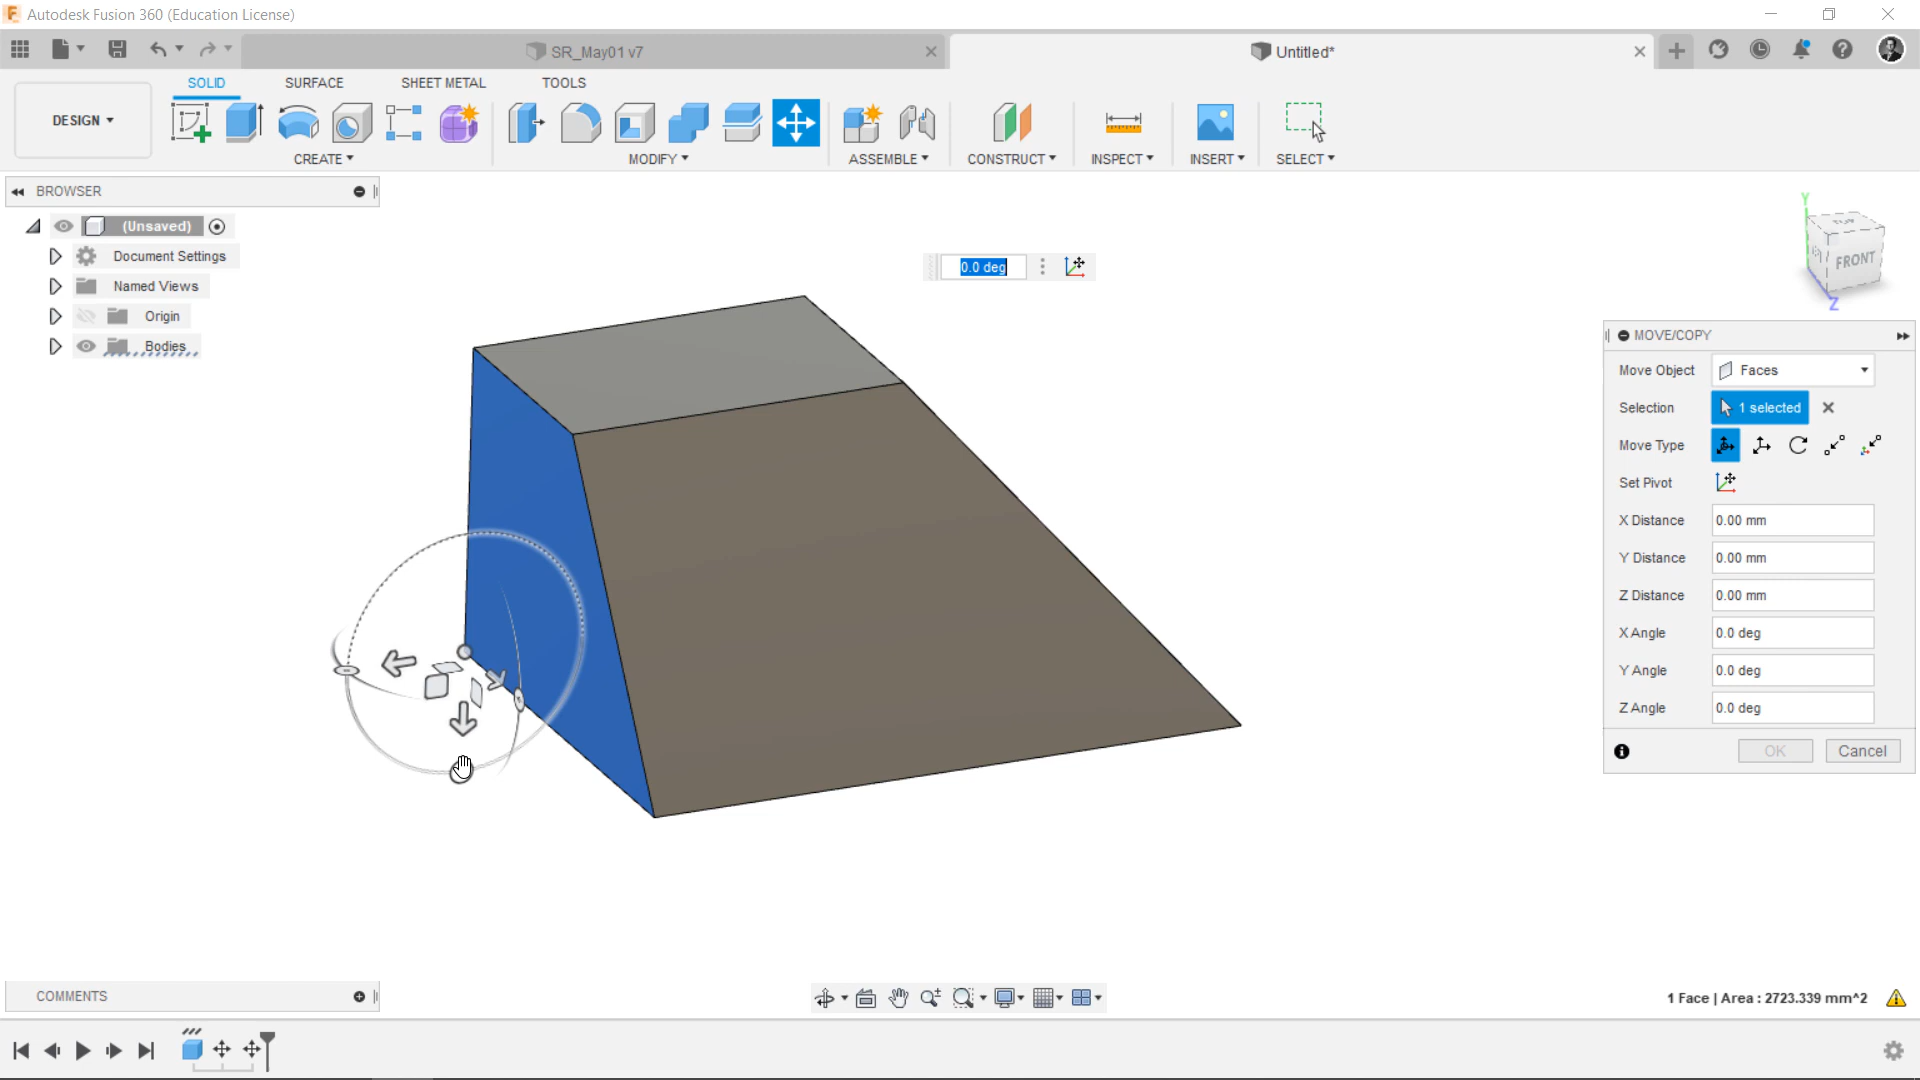 Autodesk Fusion 360 (Education License)
SR_May01 v7
Untitled*
SOLID
SURFACE
SHEET METAL
TOOLS
DESIGN
CREATE
MODIFY
ASSEMBLE
CONSTRUCT
INSPECT
INSERT
SELECT
BROWSER
(Unsaved)
Document Settings
Named Views
Origin
Bodies
0.0 deg
Y
TOP
FRONT
Z
MOVE/COPY
Move Object
Faces
Selection
1 selected
Move Type
Set Pivot
X Distance
0.00 mm
Y Distance
0.00 mm
Z Distance
0.00 mm
X Angle
0.0 deg
Y Angle
0.0 deg
Z Angle
0.0 deg
OK
Cancel
COMMENTS
1 Face | Area : 2723.339 mm^2